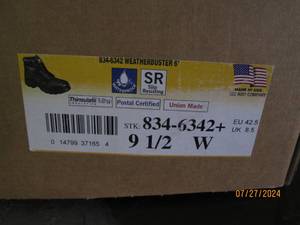 834-6342 WEATHERBUSTER 6"
SR
Slip
Resisting
Thinsulate
Postal Certified
Union Made
MADE IN USA
STK: 834-6342+
EU 42.5
UK 8.5
9 1/2 W
0 14799 37165 4
07/27/2024